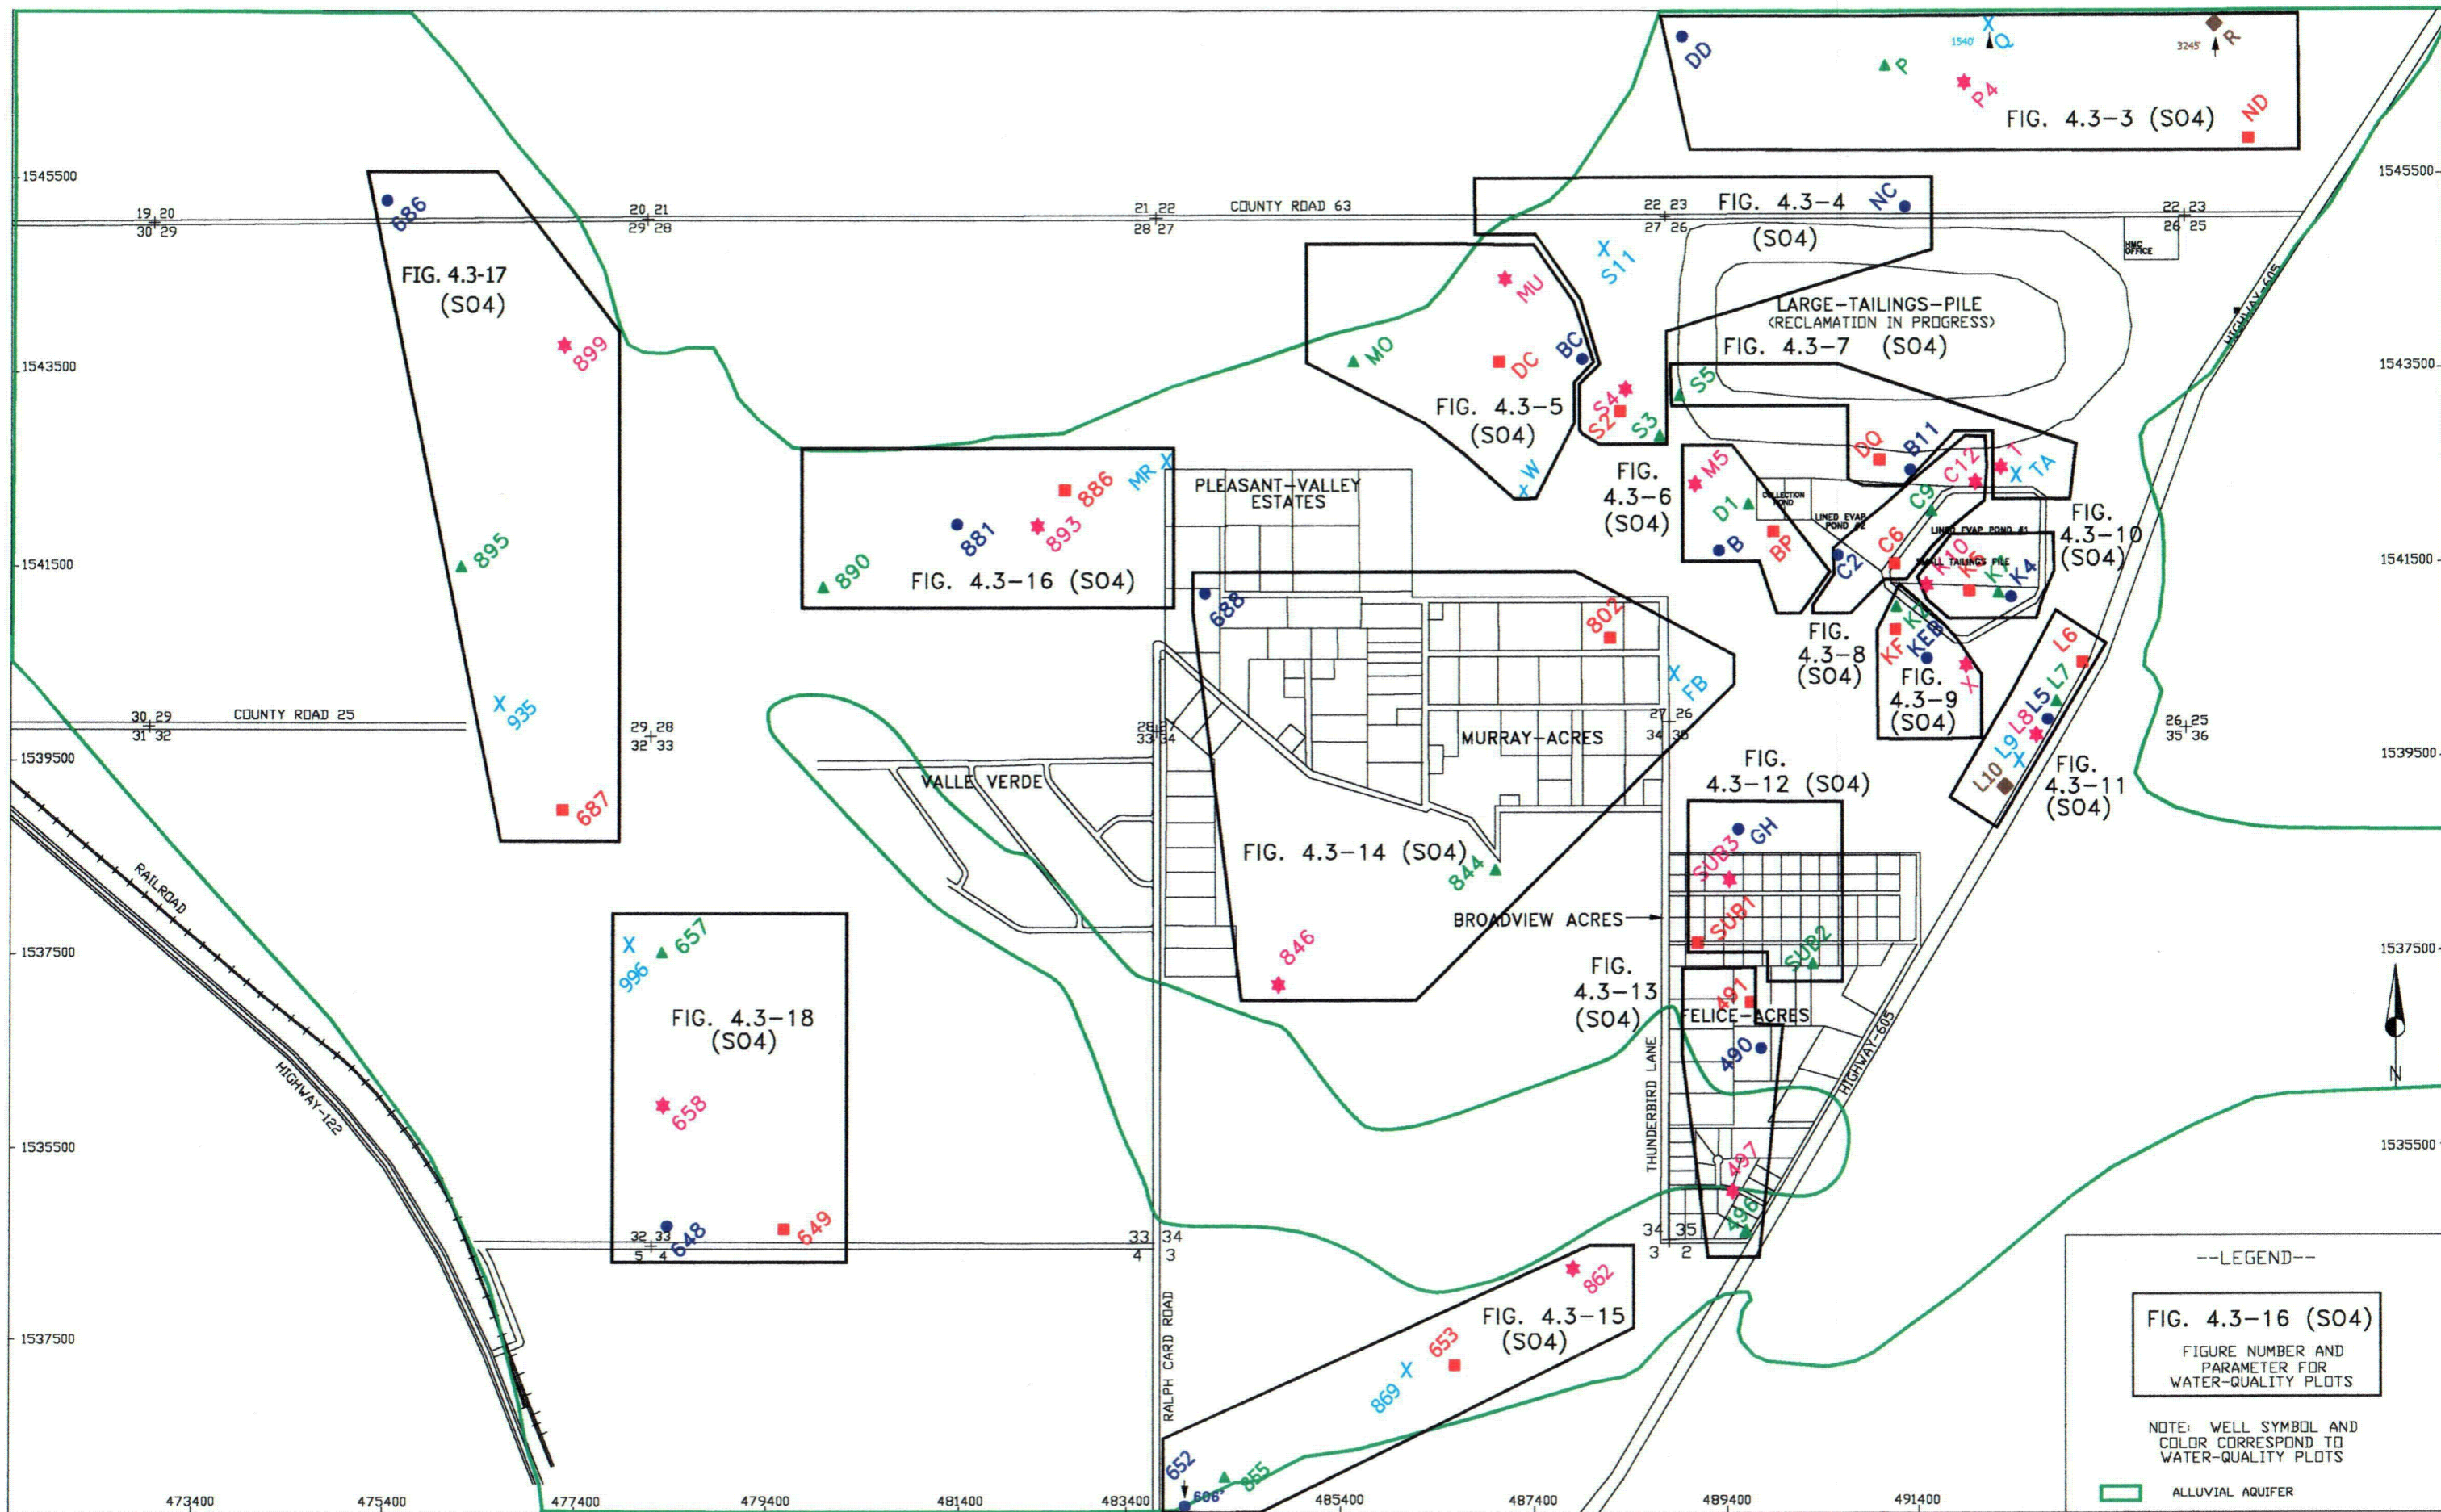 DD
P
1540'
Q
3245'
R
P4
ND
FIG. 4.3-3 (SO4)
1545500
1545500
686
19 20
30 29
20 21
29 28
21 22
28 27
COUNTY ROAD 63
22 23
27 26
FIG. 4.3-4
(SO4)
NC
22 23
26 25
HMC
OFFICE
FIG. 4.3-17
(SO4)
S11
MU
LARGE-TAILINGS-PILE
(RECLAMATION IN PROGRESS)
FIG. 4.3-7 (SO4)
HIGHWAY-605
899
1543500
1543500
MO
DC
BC
S5
FIG. 4.3-5
(SO4)
S4
S2
S3
W
DQ
B11
C12
T
TA
MR
886
881
893
890
FIG. 4.3-16 (SO4)
PLEASANT-VALLEY
ESTATES
FIG.
4.3-6
(SO4)
M5
D1
B
BP
COLLECTION
POND
LINED EVAP
POND #2
C9
C6
C2
LINED EVAP POND #1
FIG.
4.3-10
(SO4)
895
1541500
1541500
K10
K5
K7
K4
SMALL TAILINGS PILE
688
802
FB
FIG.
4.3-8
(SO4)
KF
KEB
X
FIG.
4.3-9
(SO4)
L6
L7
L5
L8
L9
L10
FIG.
4.3-11
(SO4)
935
30 29
31 32
COUNTY ROAD 25
29 28
32 33
28 27
33 34
27 26
34 35
26 25
35 36
MURRAY-ACRES
1539500
1539500
VALLE VERDE
687
FIG.
4.3-12 (SO4)
GH
SUB3
SUB1
SUB2
FIG. 4.3-14 (SO4)
844
846
BROADVIEW ACRES
RAILROAD
HIGHWAY-122
1537500
1537500
996
657
FIG. 4.3-18
(SO4)
658
648
649
FIG.
4.3-13
(SO4)
491
FELICE-ACRES
490
497
496
THUNDERBIRD LANE
HIGHWAY-605
N
1535500
1535500
32 33
5 4
33 34
4 3
34 35
3 2
862
FIG. 4.3-15
(SO4)
653
869
652
606'
855
RALPH CARD ROAD
1537500
--LEGEND--
FIG. 4.3-16 (SO4)
FIGURE NUMBER AND
PARAMETER FOR
WATER-QUALITY PLOTS
NOTE: WELL SYMBOL AND
COLOR CORRESPOND TO
WATER-QUALITY PLOTS
ALLUVIAL AQUIFER
473400
475400
477400
479400
481400
483400
485400
487400
489400
491400